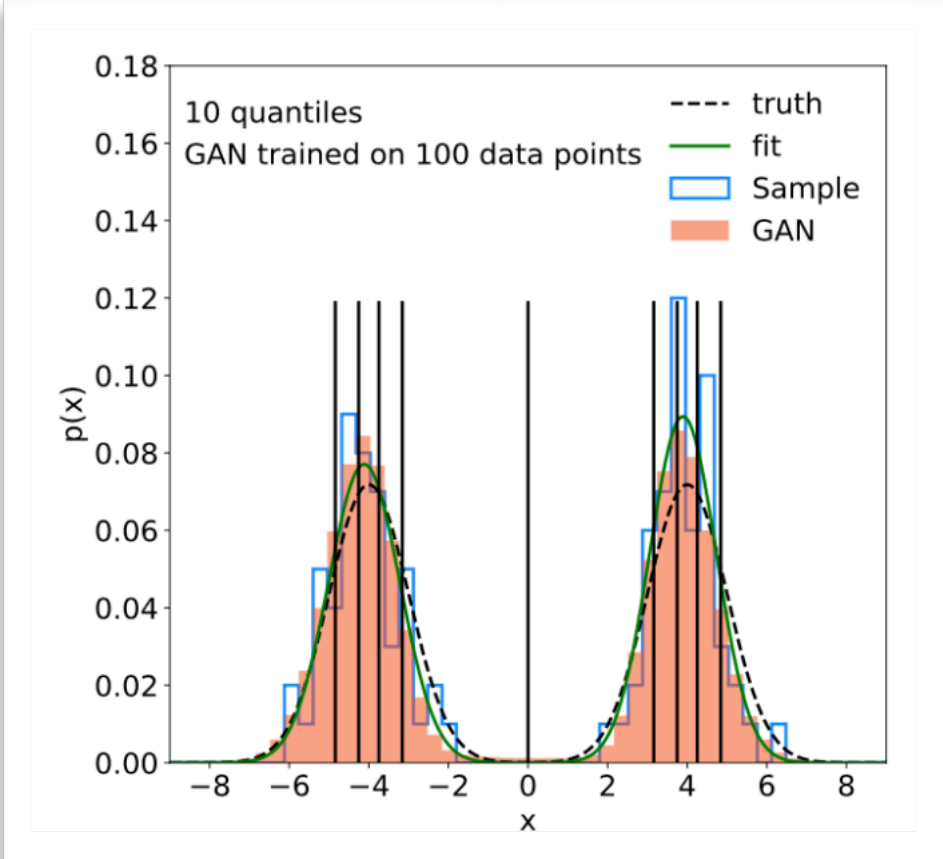 0.18
0.16
0.14
0.12
0.10
0.08
0.06
0.04
0.02
0.00
p(x)
10 quantiles
GAN trained on 100 data points
truth
fit
Sample
GAN
−8 −6 −4 −2 0 2 4 6 8
x